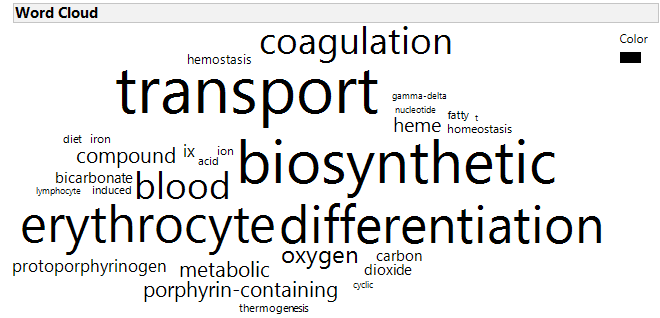 Word Cloud
Color
coagulation
hemostasis
transport
gamma-delta
nucleotide
fatty t
heme homeostasis
diet iron
compound ix acid ion
biosynthetic
bicarbonate
lymphocyte induced
blood
erythrocyte differentiation
oxygen carbon
protoporphyrinogen metabolic dioxide
porphyrin-containing cyclic
thermogenesis